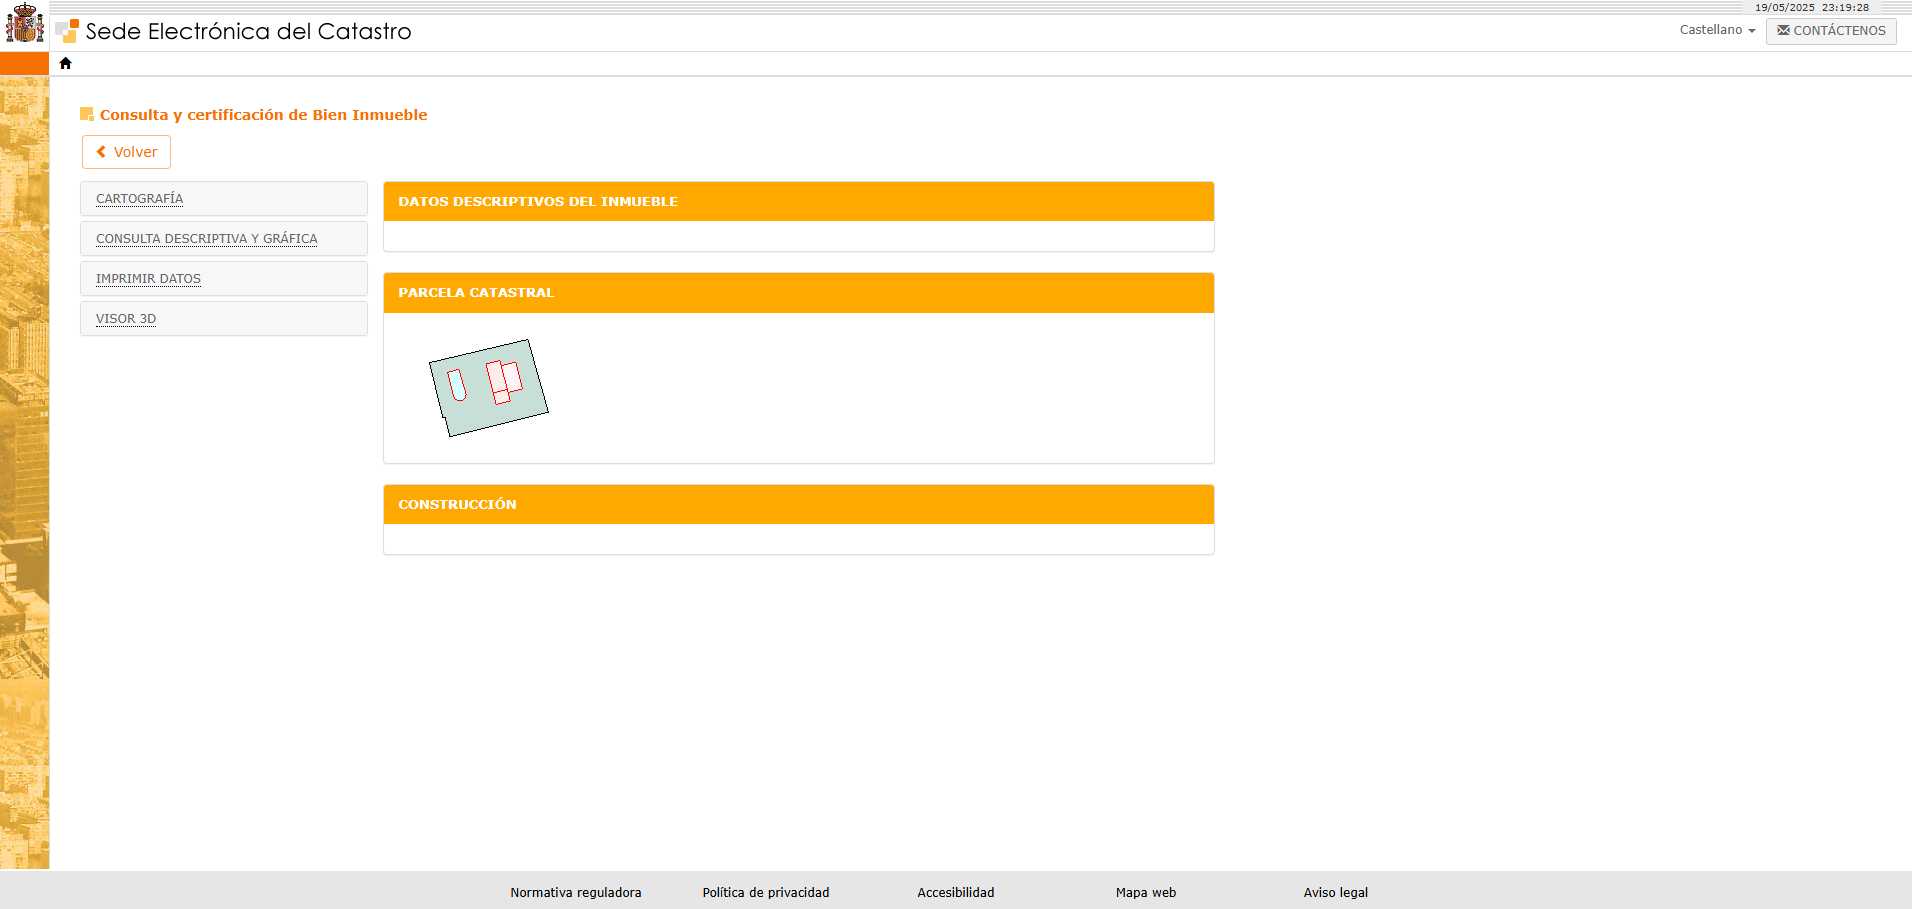 19/05/2025 23:19:28
Sede Electrónica del Catastro
Castellano
CONTÁCTENOS
Consulta y certificación de Bien Inmueble
Volver
CARTOGRAFÍA
CONSULTA DESCRIPTIVA Y GRÁFICA
IMPRIMIR DATOS
VISOR 3D
DATOS DESCRIPTIVOS DEL INMUEBLE
PARCELA CATASTRAL
CONSTRUCCIÓN
Normativa reguladora
Política de privacidad
Accesibilidad
Mapa web
Aviso legal